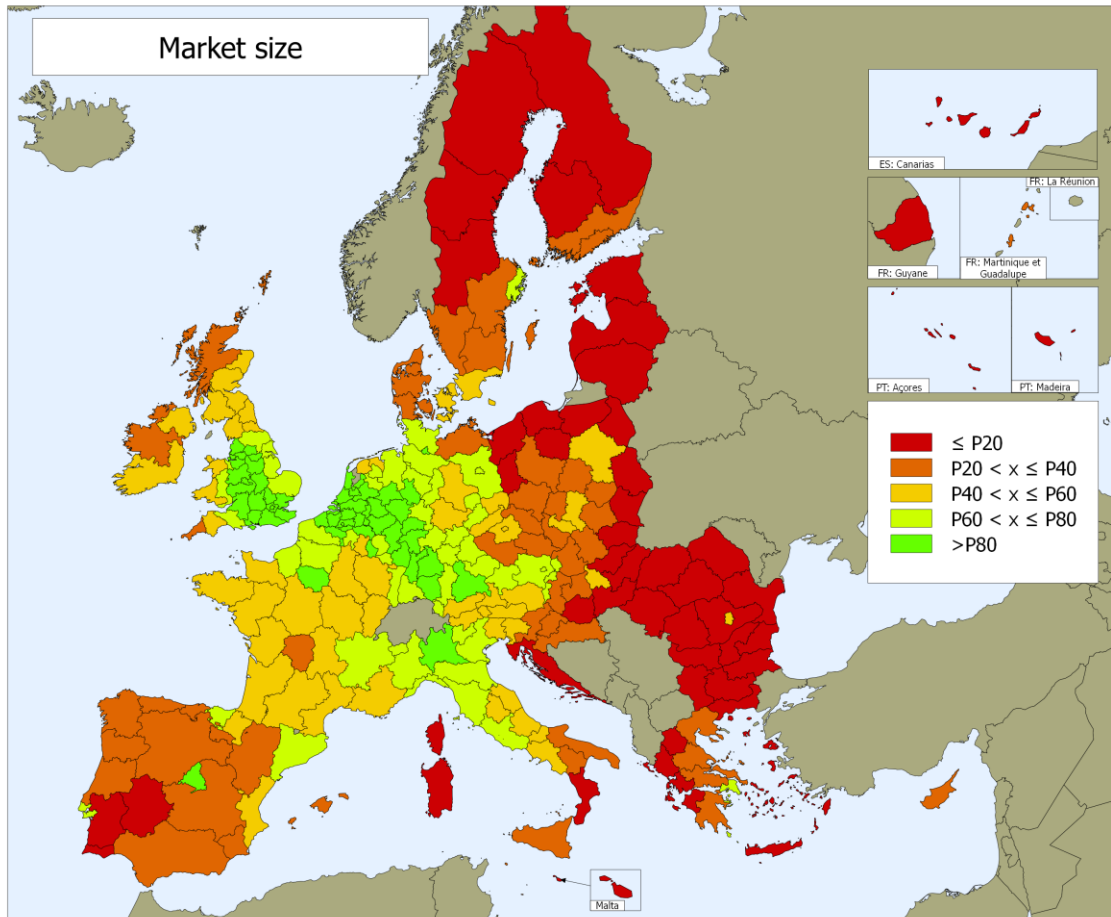 Market size
ES: Canarias
FR: La Réunion
FR: Guyane
FR: Martinique et
Guadalupe
PT: Açores
PT: Madeira
≤ P20
P20 < x ≤ P40
P40 < x ≤ P60
P60 < x ≤ P80
>P80
Malta